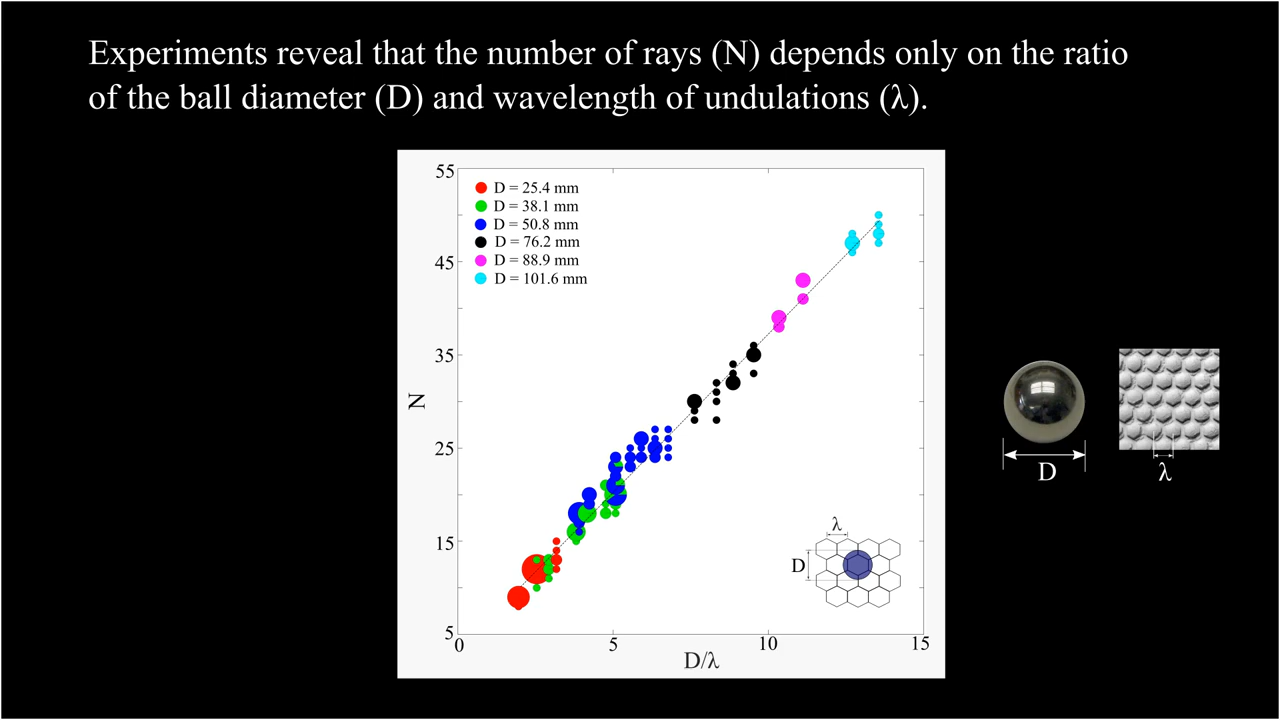 Experiments reveal that the number of rays (N) depends only on the ratio
of the ball diameter (D) and wavelength of undulations (λ).
55
45
35
25
15
5
N
D = 25.4 mm
D = 38.1 mm
D = 50.8 mm
D = 76.2 mm
D = 88.9 mm
D = 101.6 mm
λ
D
0 5 10 15
D/λ
D
λ